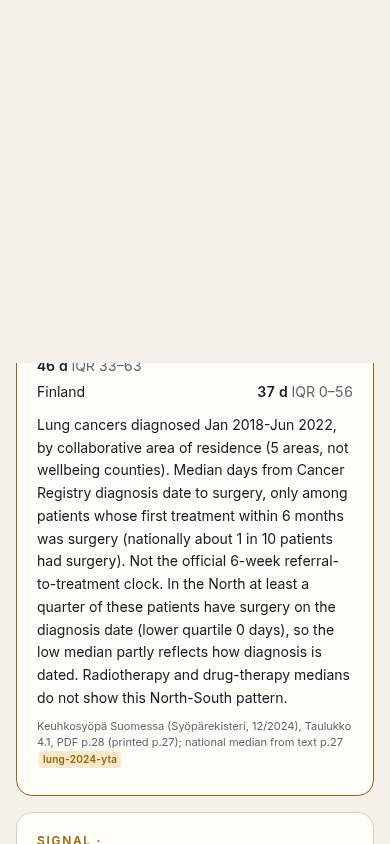 46 d IQR 33–63
Finland 37 d IQR 0–56
Lung cancers diagnosed Jan 2018-Jun 2022,
by collaborative area of residence (5 areas, not
wellbeing counties). Median days from Cancer
Registry diagnosis date to surgery, only among
patients whose first treatment within 6 months
was surgery (nationally about 1 in 10 patients
had surgery). Not the official 6-week referral-
to-treatment clock. In the North at least a
quarter of these patients have surgery on the
diagnosis date (lower quartile 0 days), so the
low median partly reflects how diagnosis is
dated. Radiotherapy and drug-therapy medians
do not show this North-South pattern.
Keuhkosyöpä Suomessa (Syöpärekisteri, 12/2024), Taulukko
4.1, PDF p.28 (printed p.27); national median from text p.27
lung-2024-yta
SIGNAL ·